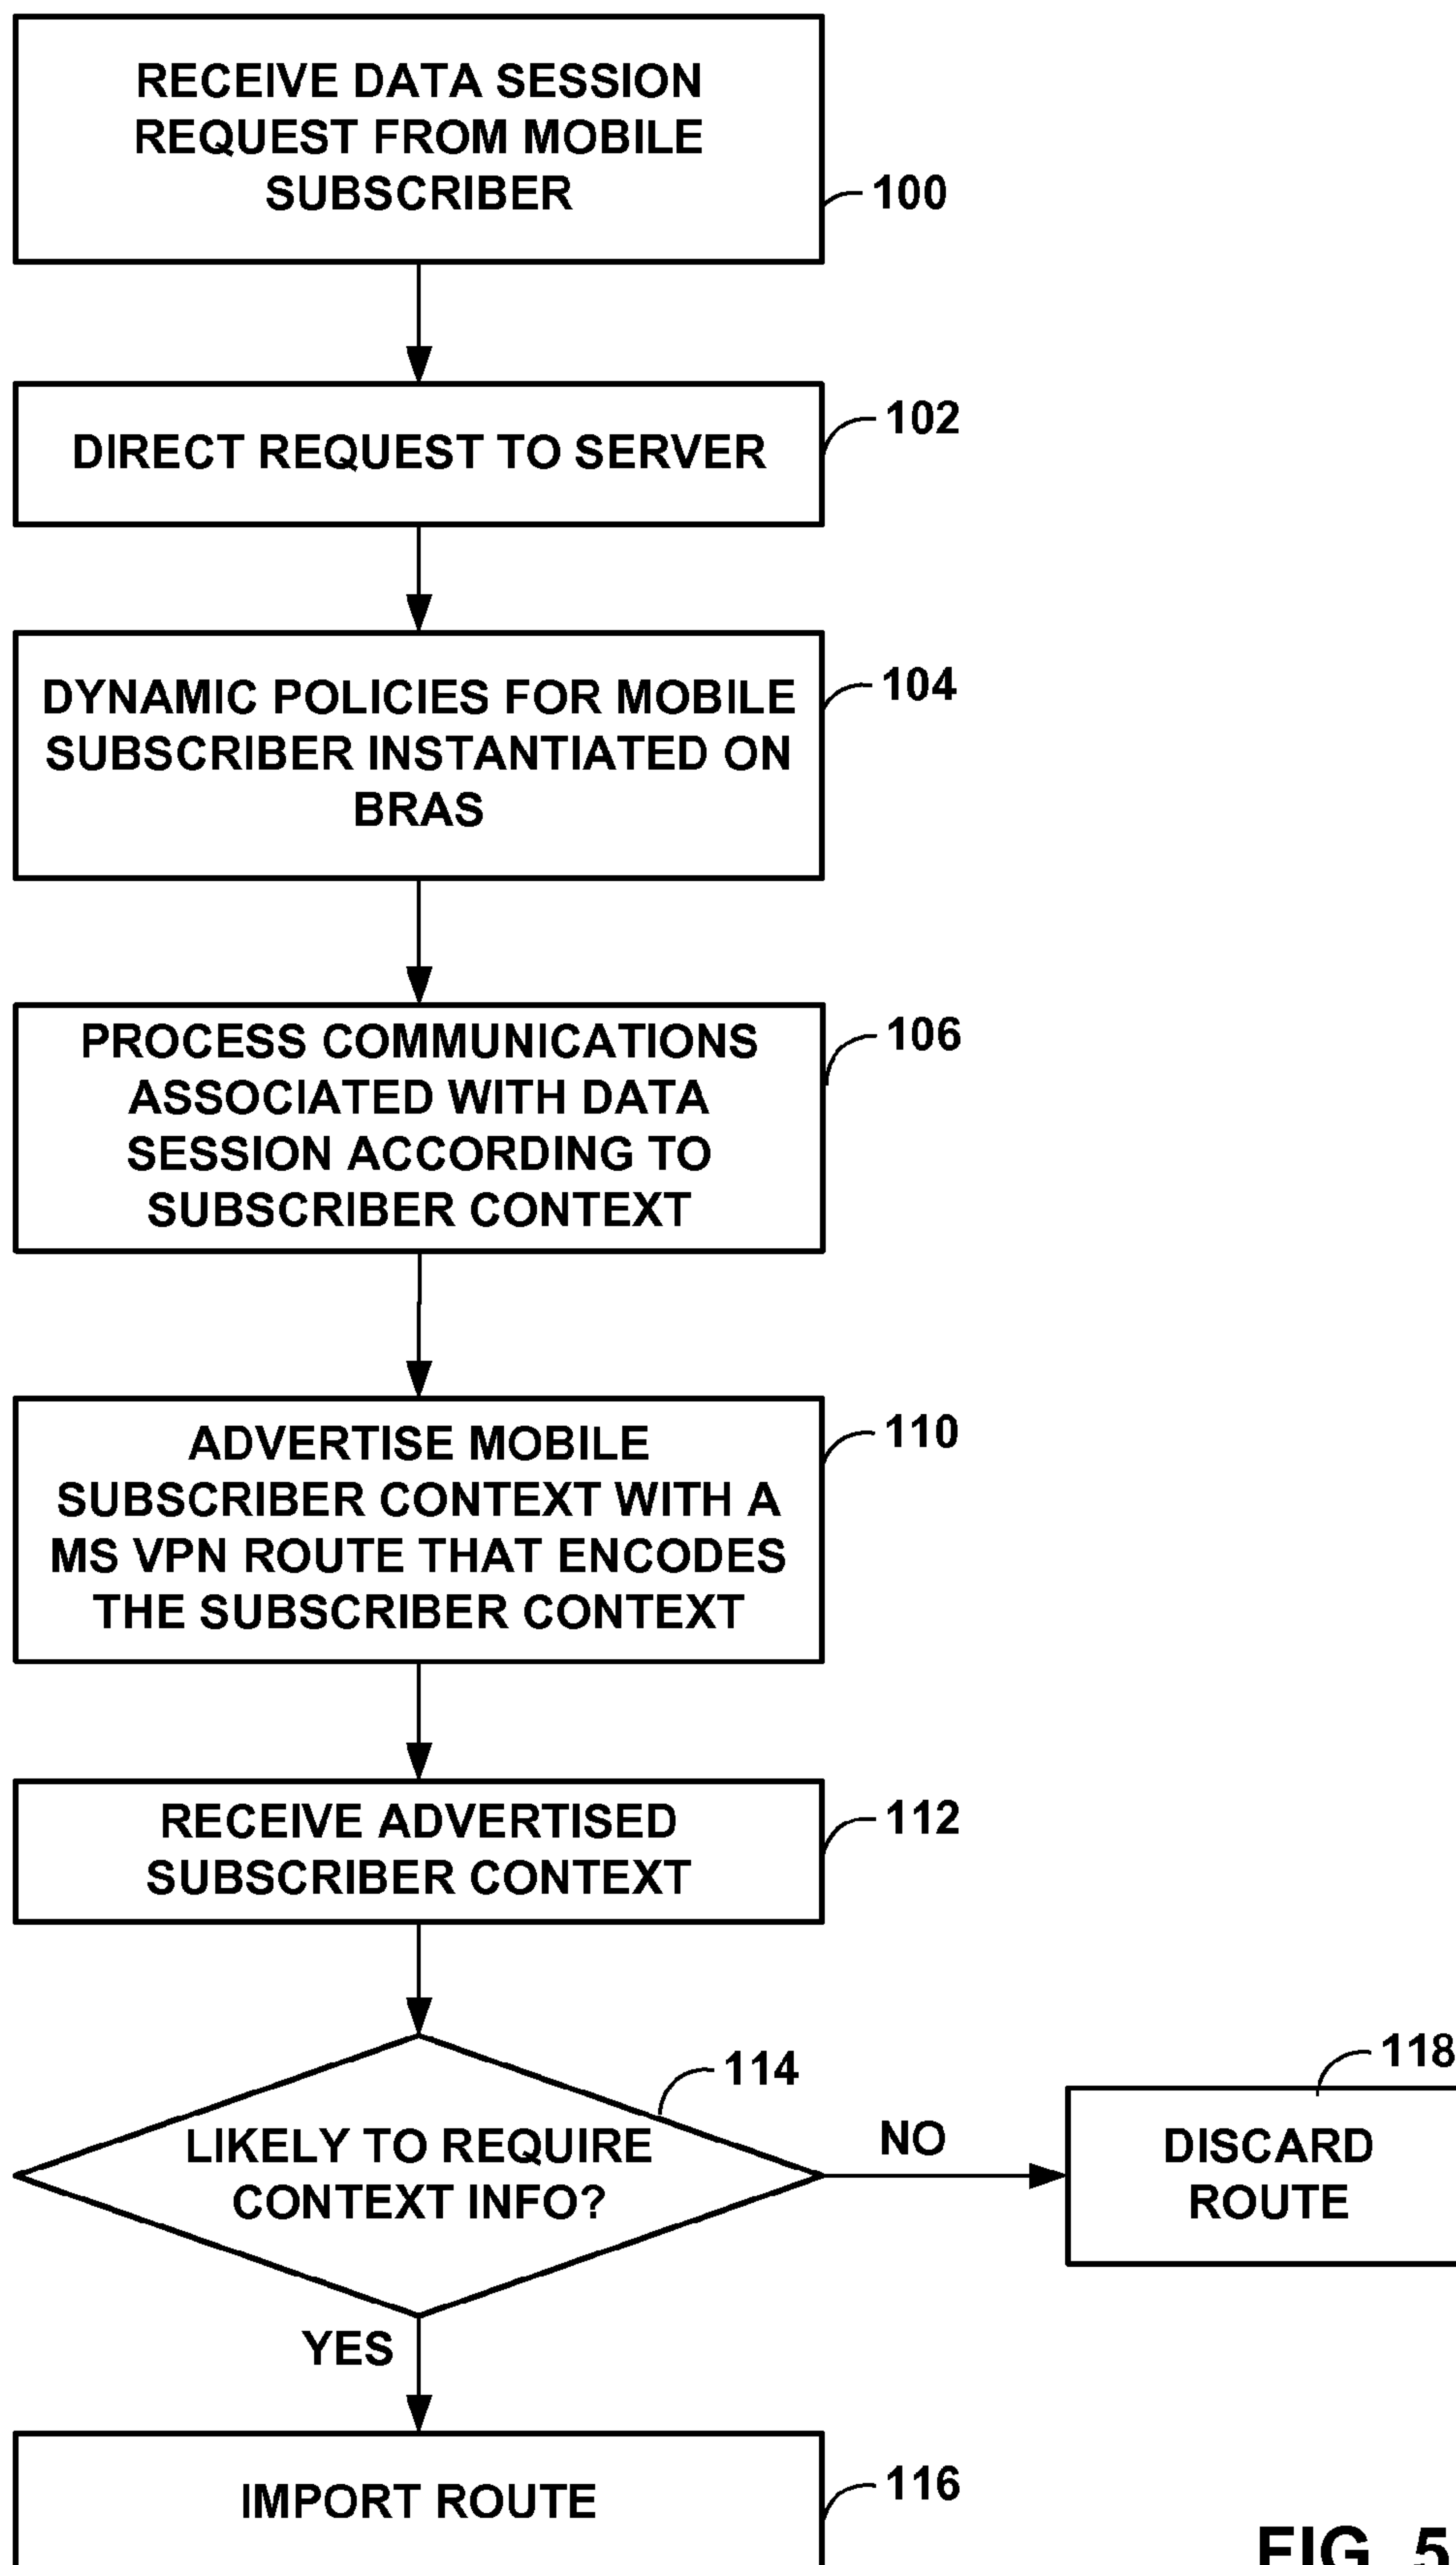 RECEIVE DATA SESSION
REQUEST FROM MOBILE
SUBSCRIBER
100
DIRECT REQUEST TO SERVER
102
DYNAMIC POLICIES FOR MOBILE
SUBSCRIBER INSTANTIATED ON
BRAS
104
PROCESS COMMUNICATIONS
ASSOCIATED WITH DATA
SESSION ACCORDING TO
SUBSCRIBER CONTEXT
106
ADVERTISE MOBILE
SUBSCRIBER CONTEXT WITH A
MS VPN ROUTE THAT ENCODES
THE SUBSCRIBER CONTEXT
110
RECEIVE ADVERTISED
SUBSCRIBER CONTEXT
112
LIKELY TO REQUIRE
CONTEXT INFO?
114
NO
DISCARD
ROUTE
118
YES
IMPORT ROUTE
116
FIG. 5